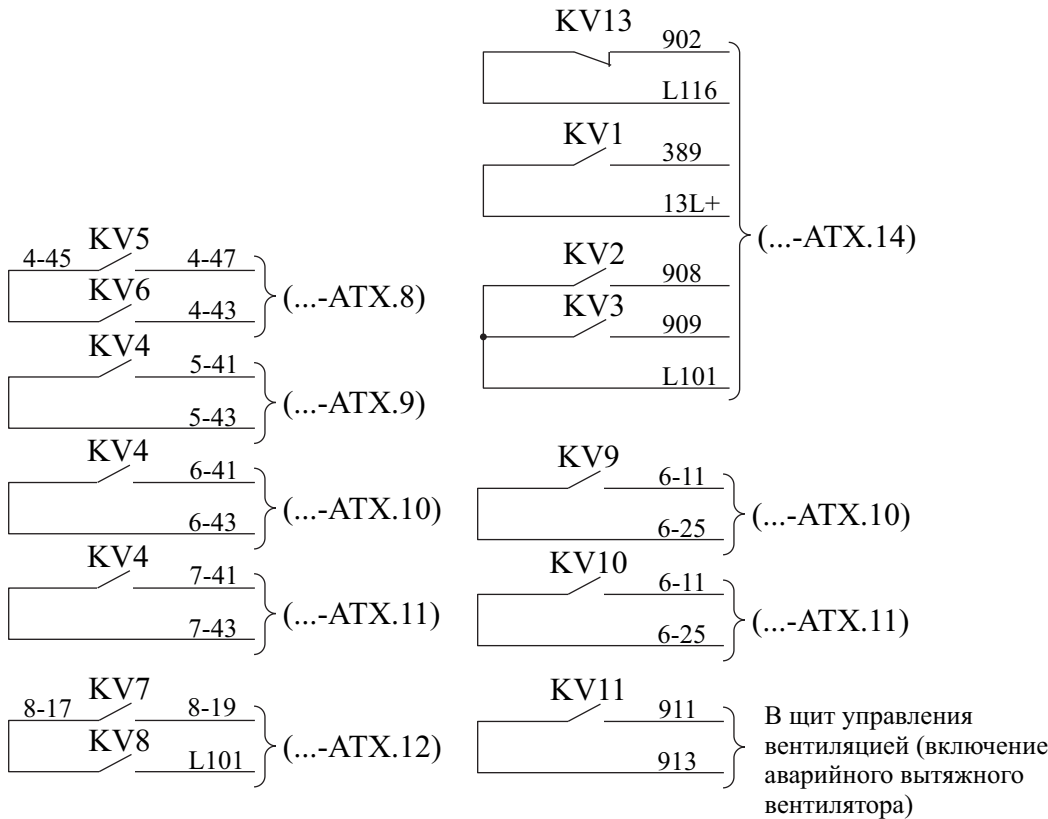 KV13
902
L116
KV1
389
13L+
(...-ATX.14)
KV2
908
KV3
909
L101
4-45 KV5 4-47
KV6
4-43
(...-ATX.8)
KV4
5-41
5-43
(...-ATX.9)
KV4
6-41
6-43
(...-ATX.10)
KV4
7-41
7-43
(...-ATX.11)
8-17 KV7 8-19
KV8
L101
(...-ATX.12)
KV9
6-11
6-25
(...-ATX.10)
KV10
6-11
6-25
(...-ATX.11)
KV11
911
913
В щит управления
вентиляцией (включение
аварийного вытяжного
вентилятора)